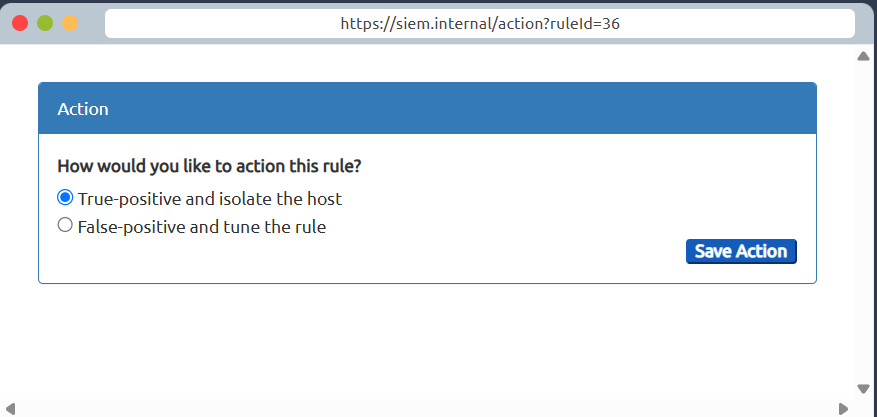 https://siem.internal/action?ruleId=36
Action
How would you like to action this rule?
True-positive and isolate the host
False-positive and tune the rule
Save Action